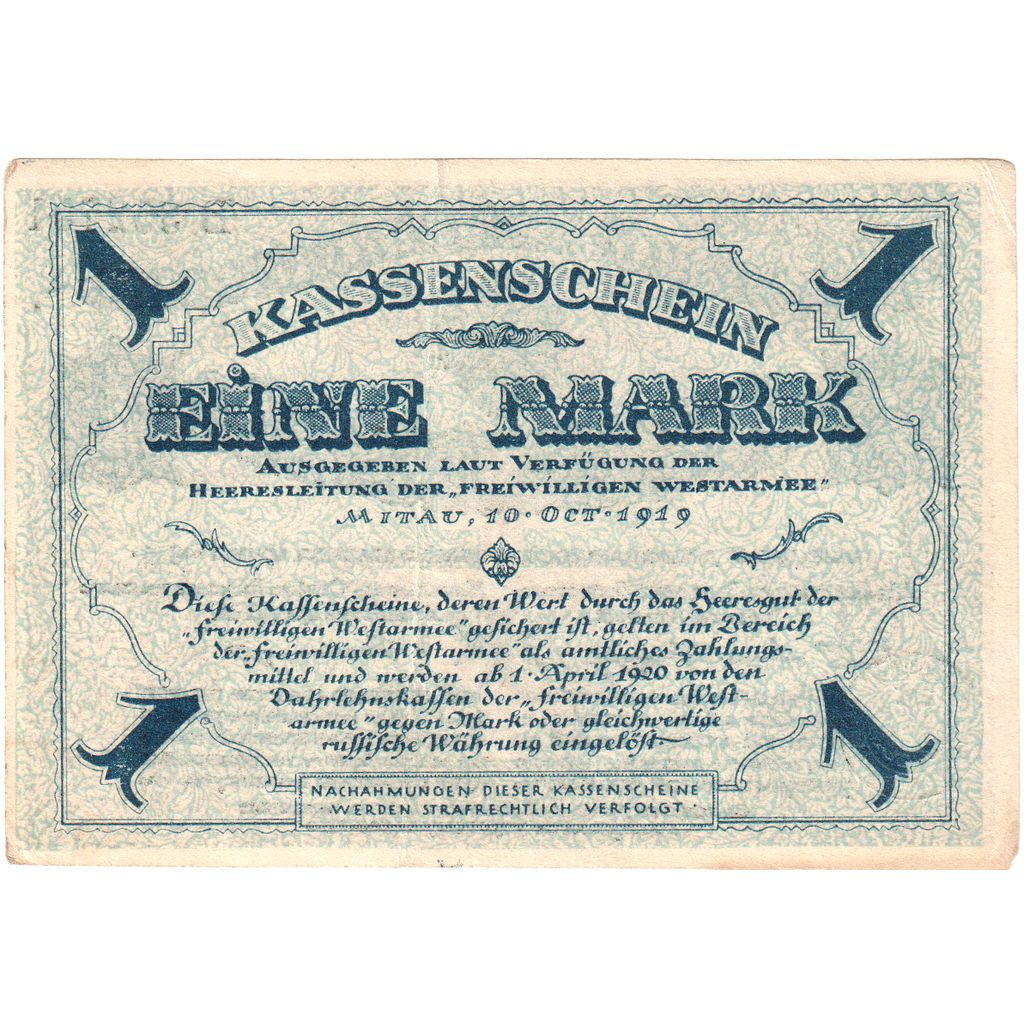 1 1
KASSENSCHEIN
EINE MARK
AUSGEGEBEN LAUT VERFÜGUNG DER
HEERESLEITUNG DER „FREIWILLIGEN WESTARMEE"
MITAU, 10·OCT·1919
Diese Kassenscheine, deren Wert durch das Heeresgut der
„Freiwilligen Westarmee" gesichert ist, gelten im Bereich
der „Freiwilligen Westarmee" als amtliches Zahlungs-
mittel und werden ab 1·April 1920 von den
Dahrlehnskassen der „Freiwilligen West-
armee" gegen Mark oder gleichwertige
russische Währung eingelöst·
1 1
NACHAHMUNGEN DIESER KASSENSCHEINE
·WERDEN STRAFRECHTLICH VERFOLGT·